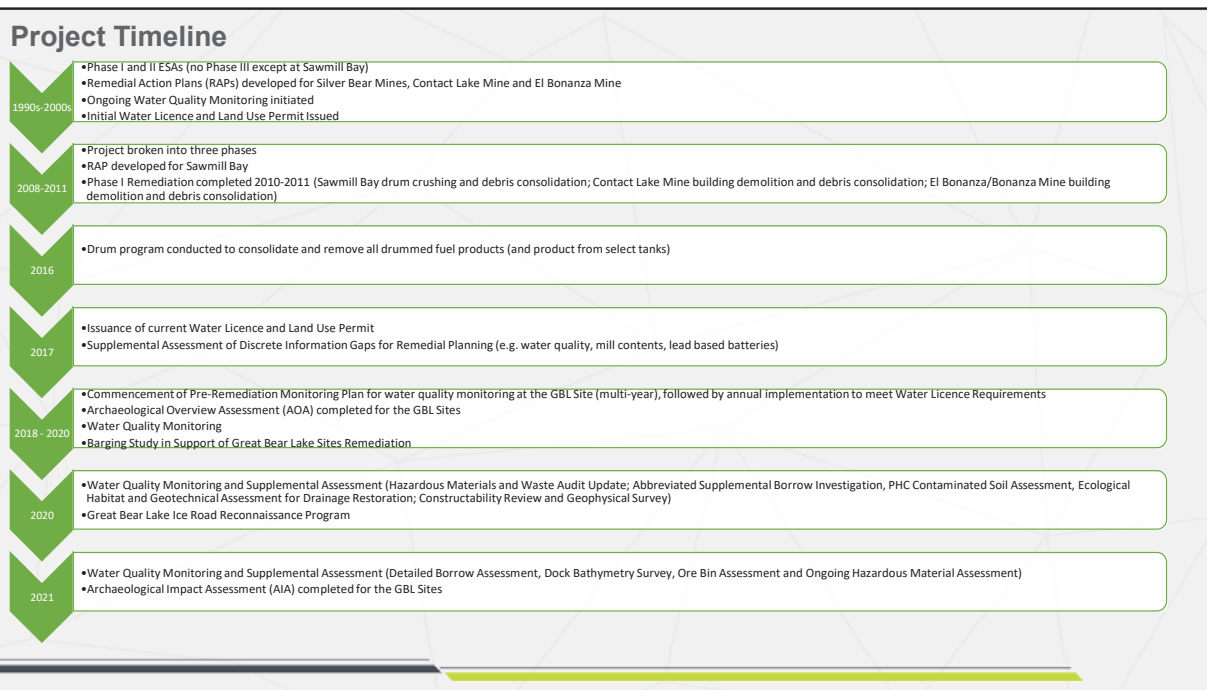 Project Timeline
1990s-2000s
•Phase I and II ESAs (no Phase III except at Sawmill Bay)
•Remedial Action Plans (RAPs) developed for Silver Bear Mines, Contact Lake Mine and El Bonanza Mine
•Ongoing Water Quality Monitoring initiated
•Initial Water Licence and Land Use Permit Issued
2008-2011
•Project broken into three phases
•RAP developed for Sawmill Bay
•Phase I Remediation completed 2010-2011 (Sawmill Bay drum crushing and debris consolidation; Contact Lake Mine building demolition and debris consolidation; El Bonanza/Bonanza Mine building
demolition and debris consolidation)
2016
•Drum program conducted to consolidate and remove all drummed fuel products (and product from select tanks)
2017
•Issuance of current Water Licence and Land Use Permit
•Supplemental Assessment of Discrete Information Gaps for Remedial Planning (e.g. water quality, mill contents, lead based batteries)
2018 - 2020
•Commencement of Pre-Remediation Monitoring Plan for water quality monitoring at the GBL Site (multi-year), followed by annual implementation to meet Water Licence Requirements
•Archaeological Overview Assessment (AOA) completed for the GBL Sites
•Water Quality Monitoring
•Barging Study in Support of Great Bear Lake Sites Remediation
2020
•Water Quality Monitoring and Supplemental Assessment (Hazardous Materials and Waste Audit Update; Abbreviated Supplemental Borrow Investigation, PHC Contaminated Soil Assessment, Ecological
Habitat and Geotechnical Assessment for Drainage Restoration; Constructability Review and Geophysical Survey)
•Great Bear Lake Ice Road Reconnaissance Program
2021
•Water Quality Monitoring and Supplemental Assessment (Detailed Borrow Assessment, Dock Bathymetry Survey, Ore Bin Assessment and Ongoing Hazardous Material Assessment)
•Archaeological Impact Assessment (AIA) completed for the GBL Sites